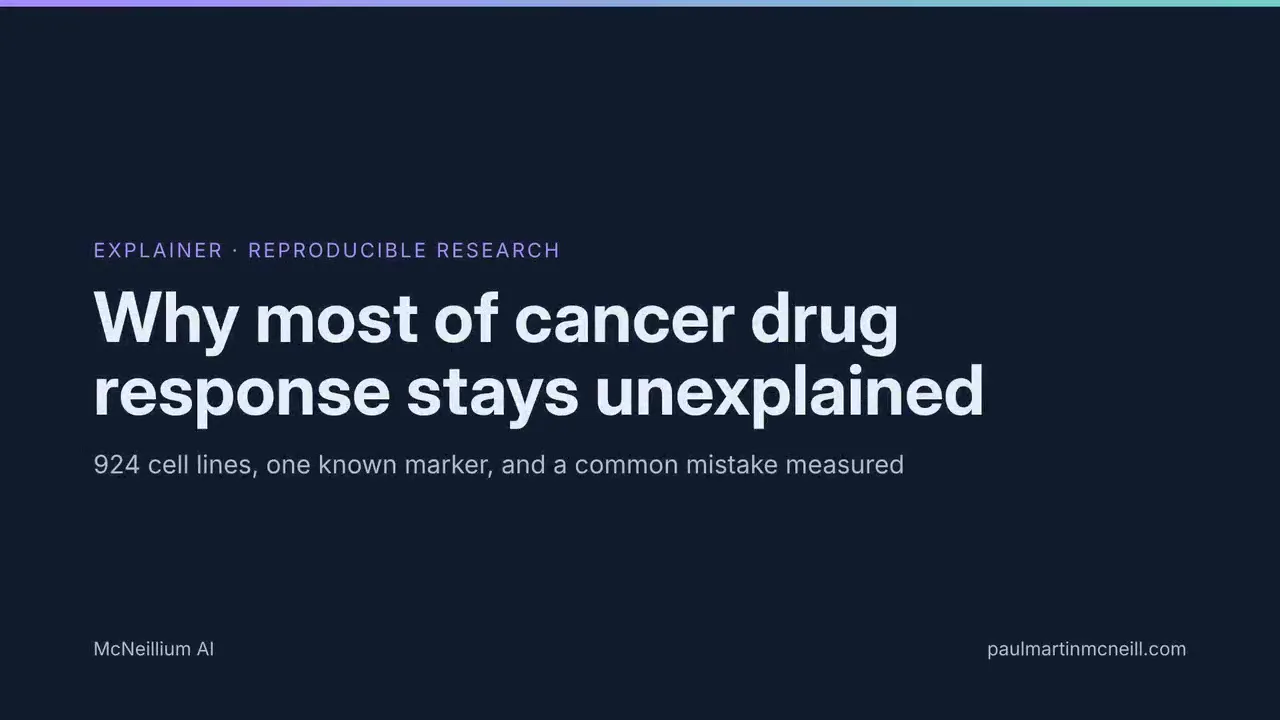 EXPLAINER · REPRODUCIBLE RESEARCH
Why most of cancer drug
response stays unexplained
924 cell lines, one known marker, and a common mistake measured
McNeillium AI
paulmartinmcneill.com